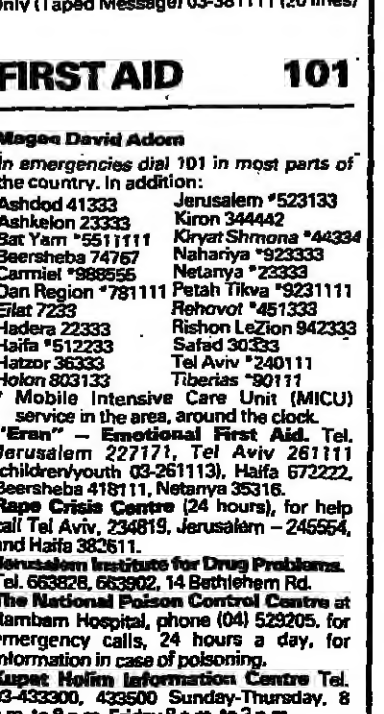 Only (Taped Message) 03-381111 (20 lines)
FIRST AID 101
Magen David Adom
In emergencies dial 101 in most parts of
the country. In addition:
Ashdod 41333
Ashkelon 23333
Bat Yam *5511111
Beersheba 74767
Carmiel *988555
Dan Region *781111
Eilat 7233
Hadera 22333
Haifa *512233
Hatzor 36333
Holon 803133
Jerusalem *523133
Kiron 344442
Kiryat Shmona *44334
Nahariya *923333
Netanya *23333
Petah Tikva *9231111
Rehovot *451333
Rishon LeZion 942333
Safad 30333
Tel Aviv *240111
Tiberias *90111
* Mobile Intensive Care Unit (MICU)
service in the area, around the clock.
"Eran" – Emotional First Aid. Tel.
Jerusalem 227171, Tel Aviv 261111
(children/youth 03-261113), Haifa 672222,
Beersheba 418111, Netanya 35316.
Rape Crisis Centre (24 hours), for help
call Tel Aviv, 234819, Jerusalem – 245554,
and Haifa 382611.
Jerusalem Institute for Drug Problems.
Tel. 663828, 663902, 14 Bethlehem Rd.
The National Poison Control Centre at
Rambam Hospital, phone (04) 529205, for
emergency calls, 24 hours a day, for
information in case of poisoning.
Kupat Holim Information Centre Tel.
03-433300, 433500 Sunday-Thursday, 8